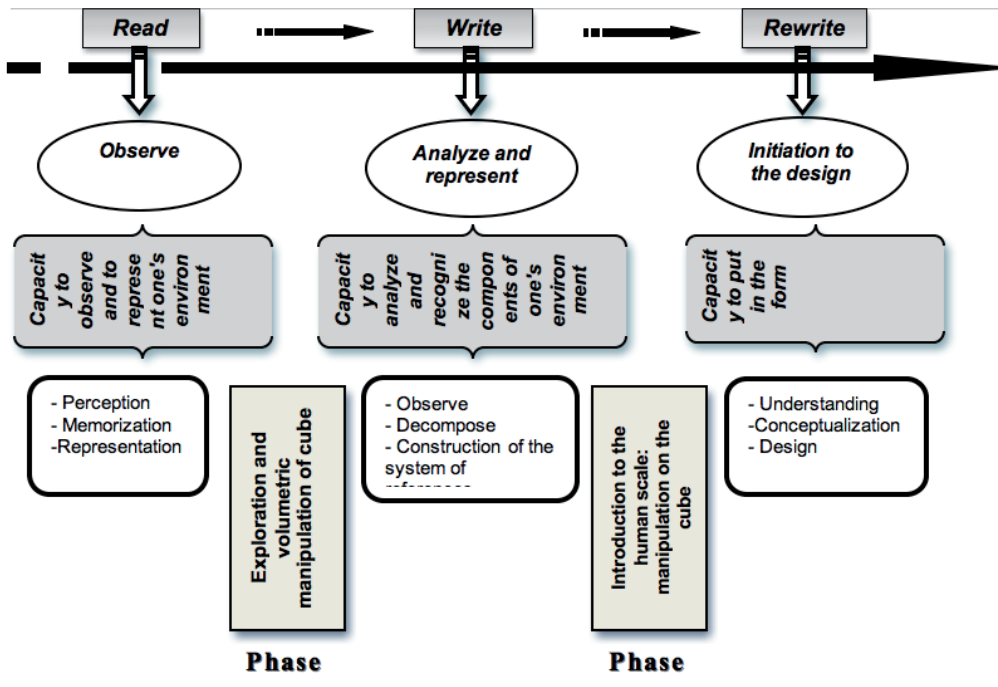 Read
Write
Rewrite
Observe
Analyze and
represent
Initiation to
the design
Capacit
y to
observe
and to
represe
nt one's
environ
ment
Capacit
y to
analyze
and
recogni
ze the
compon
ents of
one's
environ
ment
Capacit
y to put
in the
form
- Perception
- Memorization
-Representation
Exploration and
volumetric
manipulation of cube
- Observe
- Decompose
- Construction of the
system of
Introduction to the
human scale:
manipulation on the
cube
- Understanding
-Conceptualization
- Design
Phase
Phase